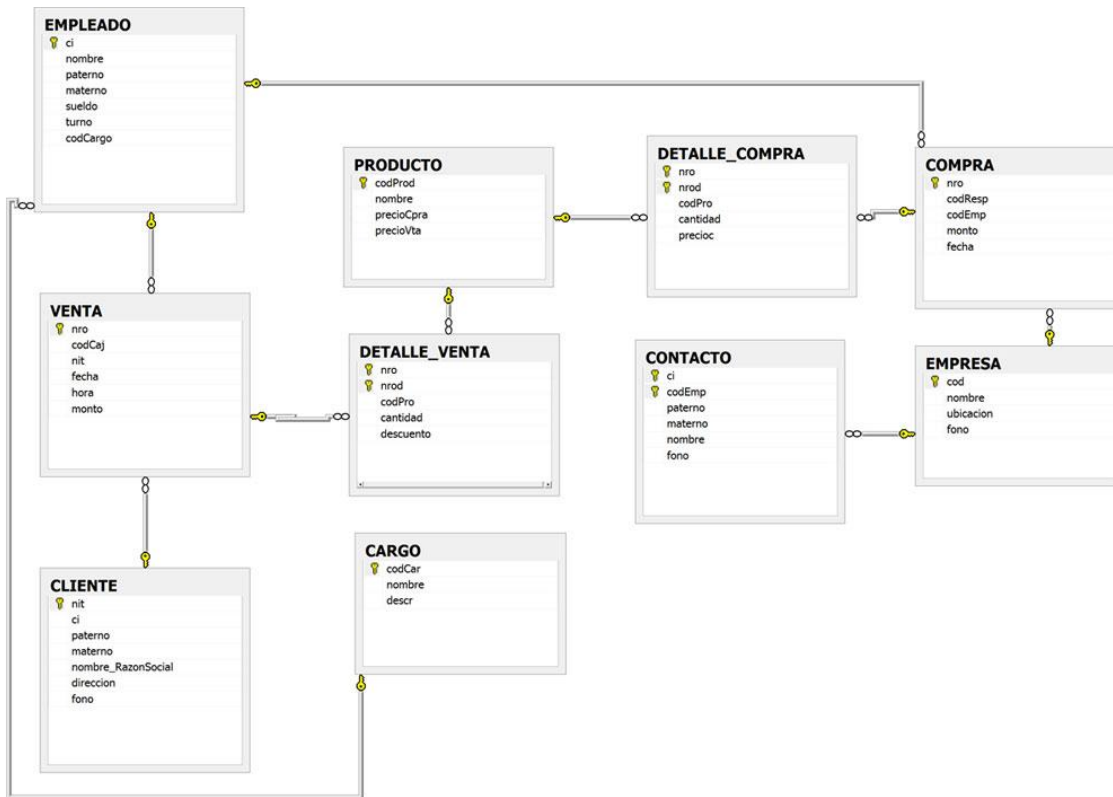 EMPLEADO
ci
nombre
paterno
materno
sueldo
turno
codCargo
PRODUCTO
codProd
nombre
precioCpra
precioVta
DETALLE_COMPRA
nro
nrod
codPro
cantidad
precioc
COMPRA
nro
codResp
codEmp
monto
fecha
VENTA
nro
codCaj
nit
fecha
hora
monto
DETALLE_VENTA
nro
nrod
codPro
cantidad
descuento
CONTACTO
ci
codEmp
paterno
materno
nombre
fono
EMPRESA
cod
nombre
ubicacion
fono
CLIENTE
nit
ci
paterno
materno
nombre_RazonSocial
direccion
fono
CARGO
codCar
nombre
descr